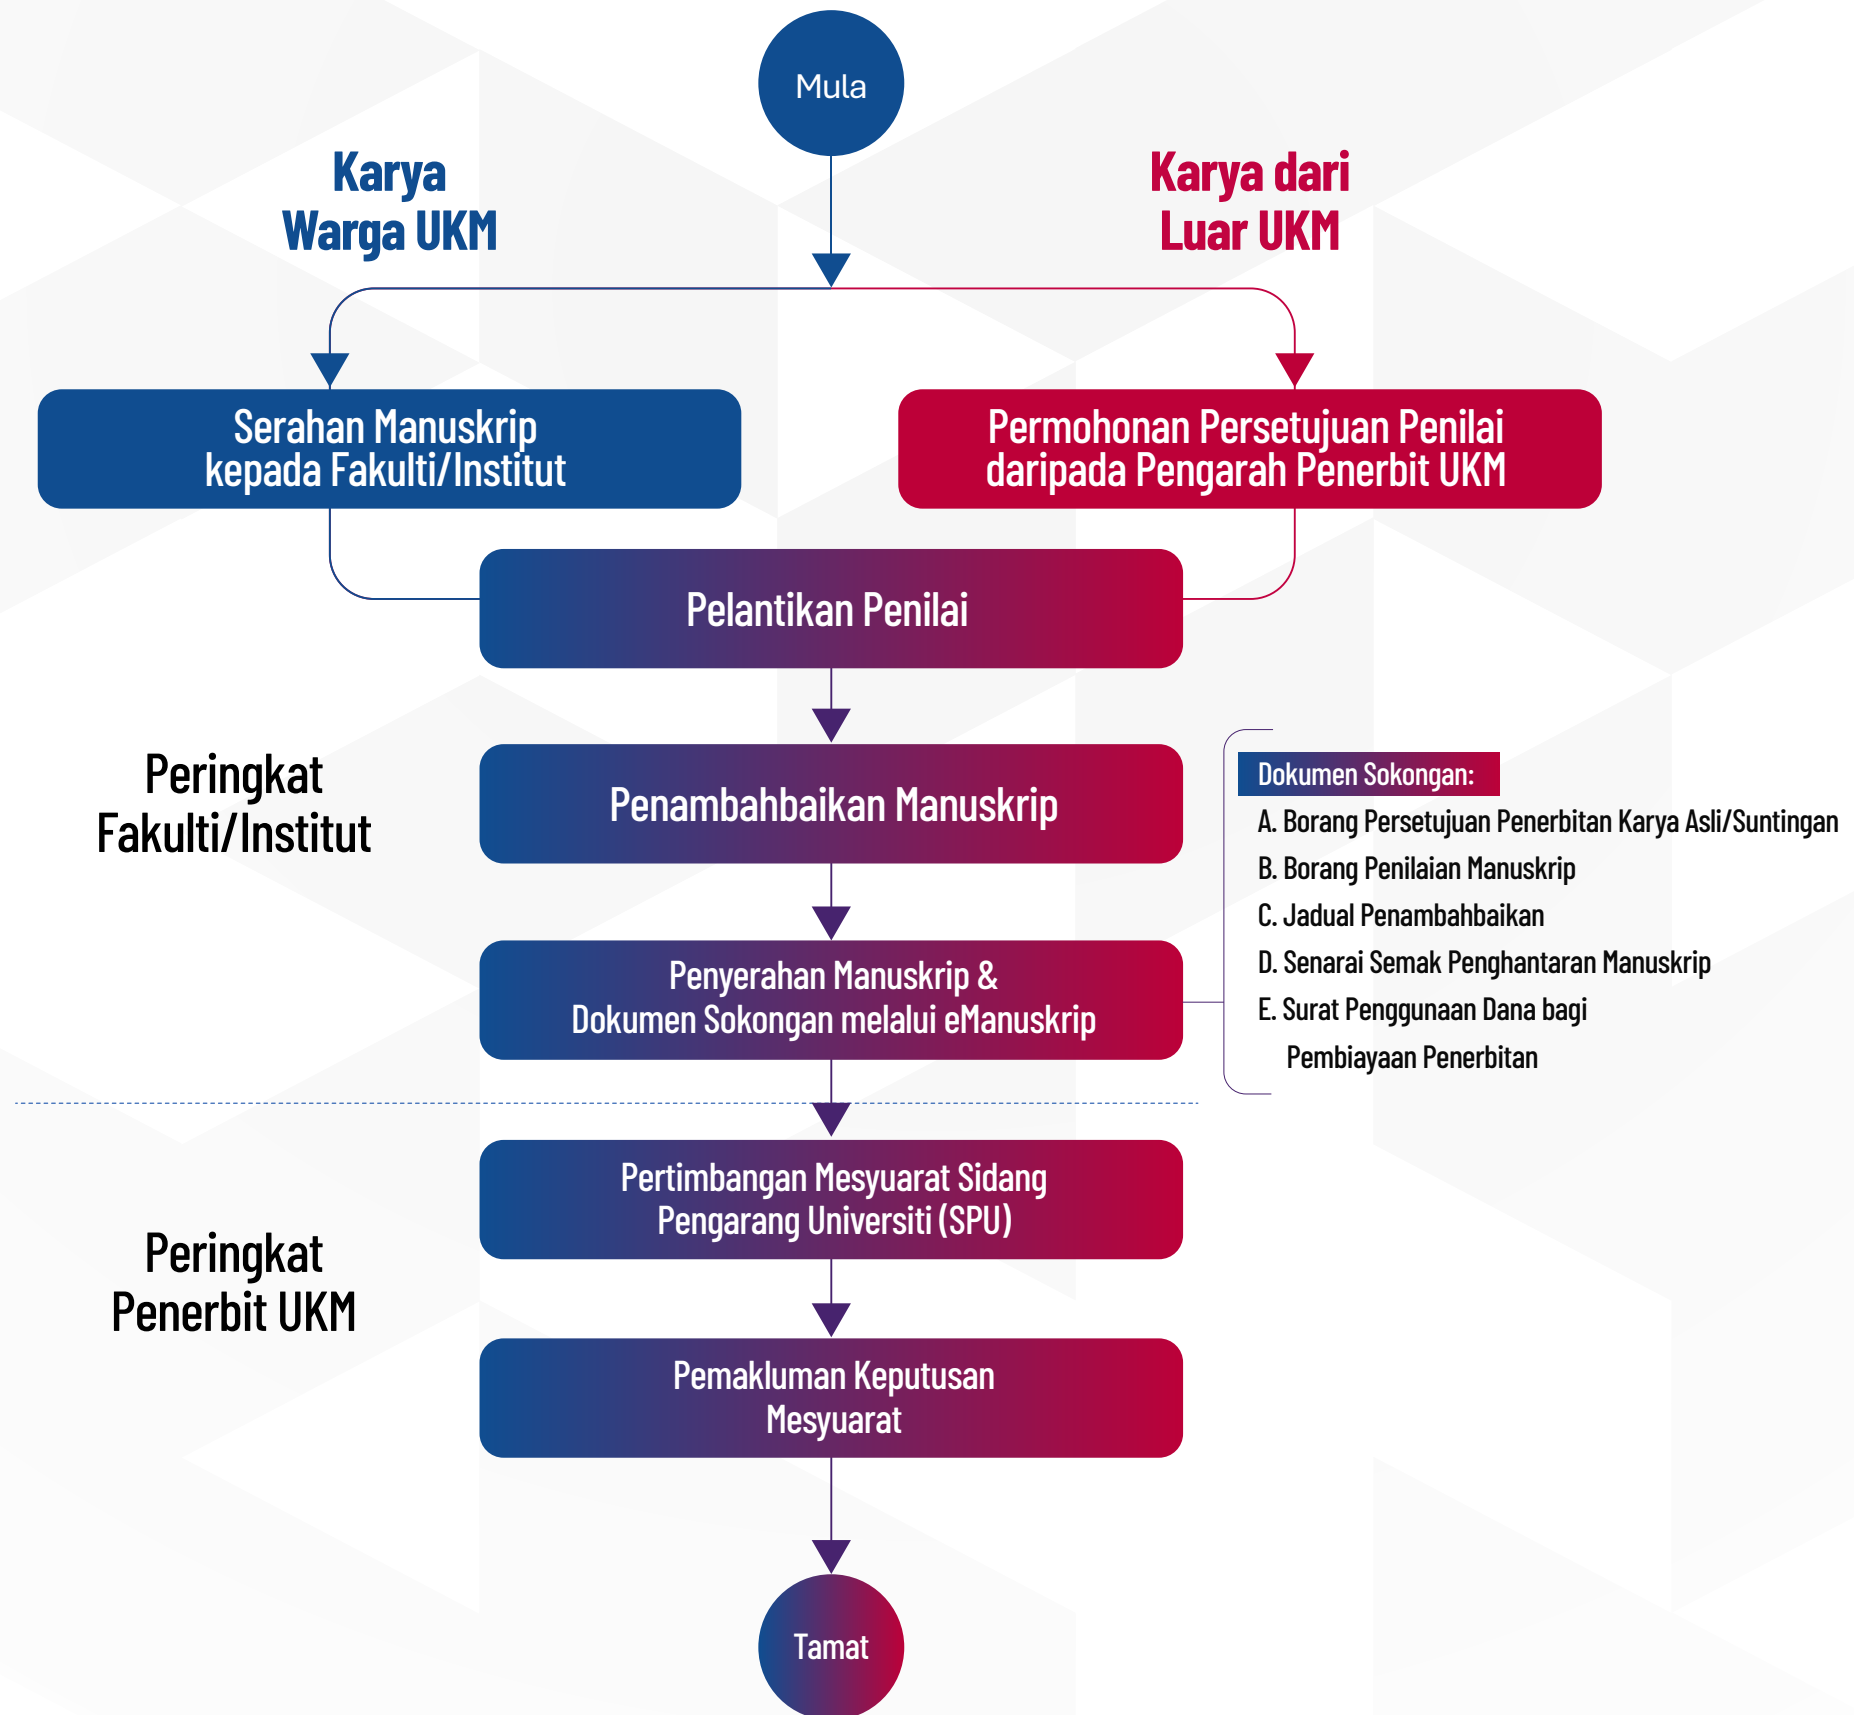 Mula
Karya
Warga UKM
Karya dari
Luar UKM
Serahan Manuskrip
kepada Fakulti/Institut
Permohonan Persetujuan Penilai
daripada Pengarah Penerbit UKM
Pelantikan Penilai
Peringkat
Fakulti/Institut
Penambahbaikan Manuskrip
Penyerahan Manuskrip &
Dokumen Sokongan melalui eManuskrip
Dokumen Sokongan:
A. Borang Persetujuan Penerbitan Karya Asli/Suntingan
B. Borang Penilaian Manuskrip
C. Jadual Penambahbaikan
D. Senarai Semak Penghantaran Manuskrip
E. Surat Penggunaan Dana bagi
Pembiayaan Penerbitan
Pertimbangan Mesyuarat Sidang
Pengarang Universiti (SPU)
Peringkat
Penerbit UKM
Pemakluman Keputusan
Mesyuarat
Tamat